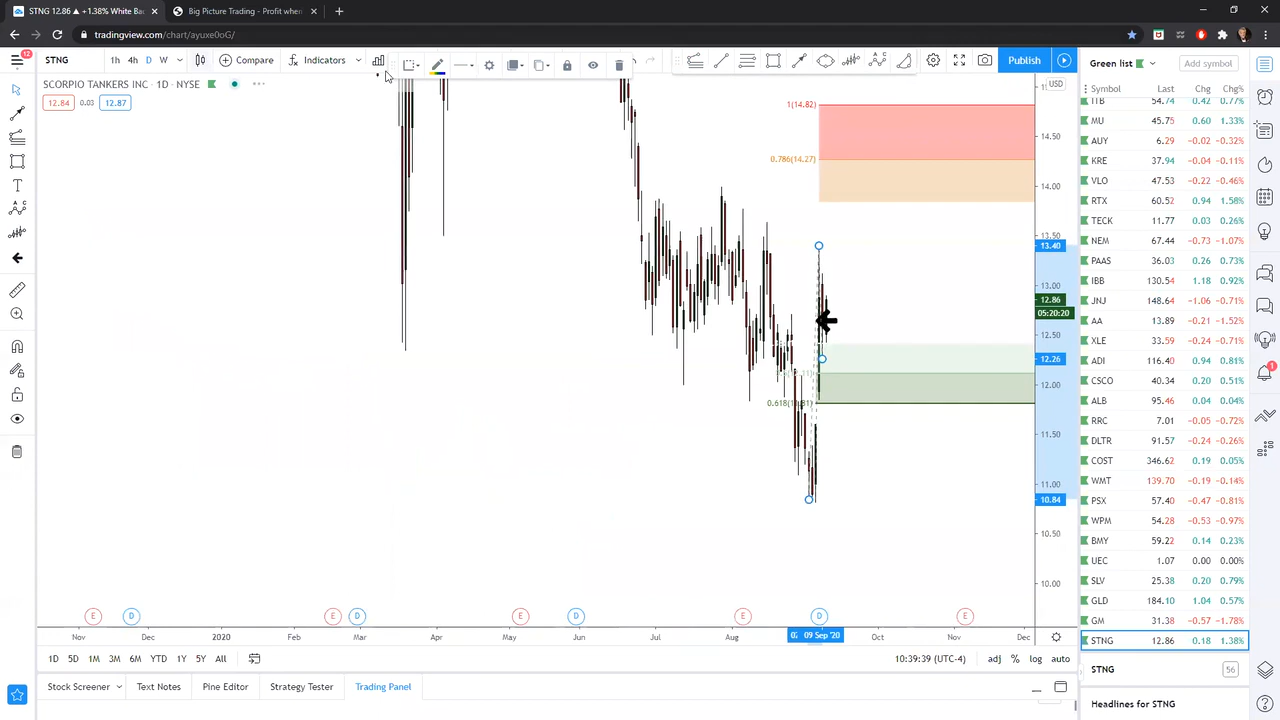 STNG 12.86 ▲ +1.38% White Ba
Big Picture Trading - Profit when
tradingview.com/chart/ayuxe0oG/
12
STNG 1h 4h D W Compare Indicators Publish
Green list Add symbol
SCORPIO TANKERS INC · 1D · NYSE
12.84 0.03 12.87
USD
Symbol Last Chg Chg%
ITB 54.74 0.42 0.77%
MU 45.75 0.60 1.33%
AUY 6.29 -0.02 -0.32%
KRE 37.94 -0.04 -0.11%
VLO 47.53 -0.22 -0.46%
RTX 60.52 0.94 1.58%
TECK 11.77 0.03 0.26%
NEM 67.44 -0.73 -1.07%
PAAS 36.03 0.26 0.73%
IBB 130.54 1.18 0.92%
JNJ 148.64 -1.06 -0.71%
AA 13.89 -0.21 -1.52%
XLE 33.59 -0.24 -0.71%
ADI 116.40 0.94 0.81%
CSCO 40.34 0.20 0.51%
ALB 95.46 0.04 0.04%
RRC 7.01 -0.05 -0.72%
DLTR 91.57 -0.24 -0.26%
COST 346.62 0.19 0.05%
WMT 139.70 -0.19 -0.14%
PSX 57.40 -0.47 -0.81%
WPM 54.28 -0.53 -0.97%
BMY 59.22 0.14 0.23%
UEC 1.07 0.00 0.00%
SLV 25.38 0.20 0.79%
GLD 184.10 1.04 0.57%
GM 31.38 -0.57 -1.78%
STNG 12.86 0.18 1.38%
1(14.82)
0.786(14.27)
0.618(11.81)
14.50
14.00
13.50
13.40
13.00
12.86
05:20:20
12.50
12.26
12.00
11.50
11.00
10.84
10.50
10.00
E D E D E D E D E
Nov Dec 2020 Feb Mar Apr May Jun Jul Aug 09 Sep '20 Oct Nov Dec
1D 5D 1M 3M 6M YTD 1Y 5Y All
10:39:39 (UTC-4) adj % log auto
STNG 56
Stock Screener Text Notes Pine Editor Strategy Tester Trading Panel
Headlines for STNG
1